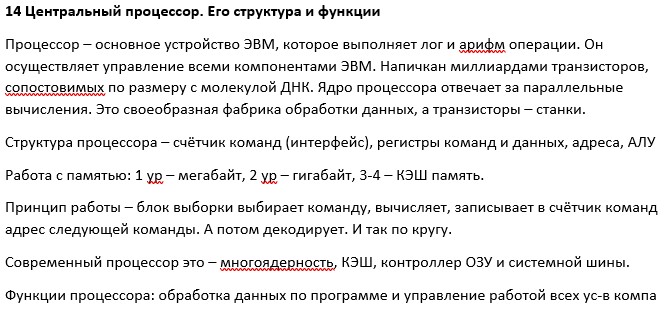 14 Центральный процессор. Его структура и функции
Процессор – основное устройство ЭВМ, которое выполняет лог и арифм операции. Он
осуществляет управление всеми компонентами ЭВМ. Напичкан миллиардами транзисторов,
сопостовимых по размеру с молекулой ДНК. Ядро процессора отвечает за параллельные
вычисления. Это своеобразная фабрика обработки данных, а транзисторы – станки.
Структура процессора – счётчик команд (интерфейс), регистры команд и данных, адреса, АЛУ
Работа с памятью: 1 ур – мегабайт, 2 ур – гигабайт, 3-4 – КЭШ память.
Принцип работы – блок выборки выбирает команду, вычисляет, записывает в счётчик команд
адрес следующей команды. А потом декодирует. И так по кругу.
Современный процессор это – многоядерность, КЭШ, контроллер ОЗУ и системной шины.
Функции процессора: обработка данных по программе и управление работой всех ус-в компа